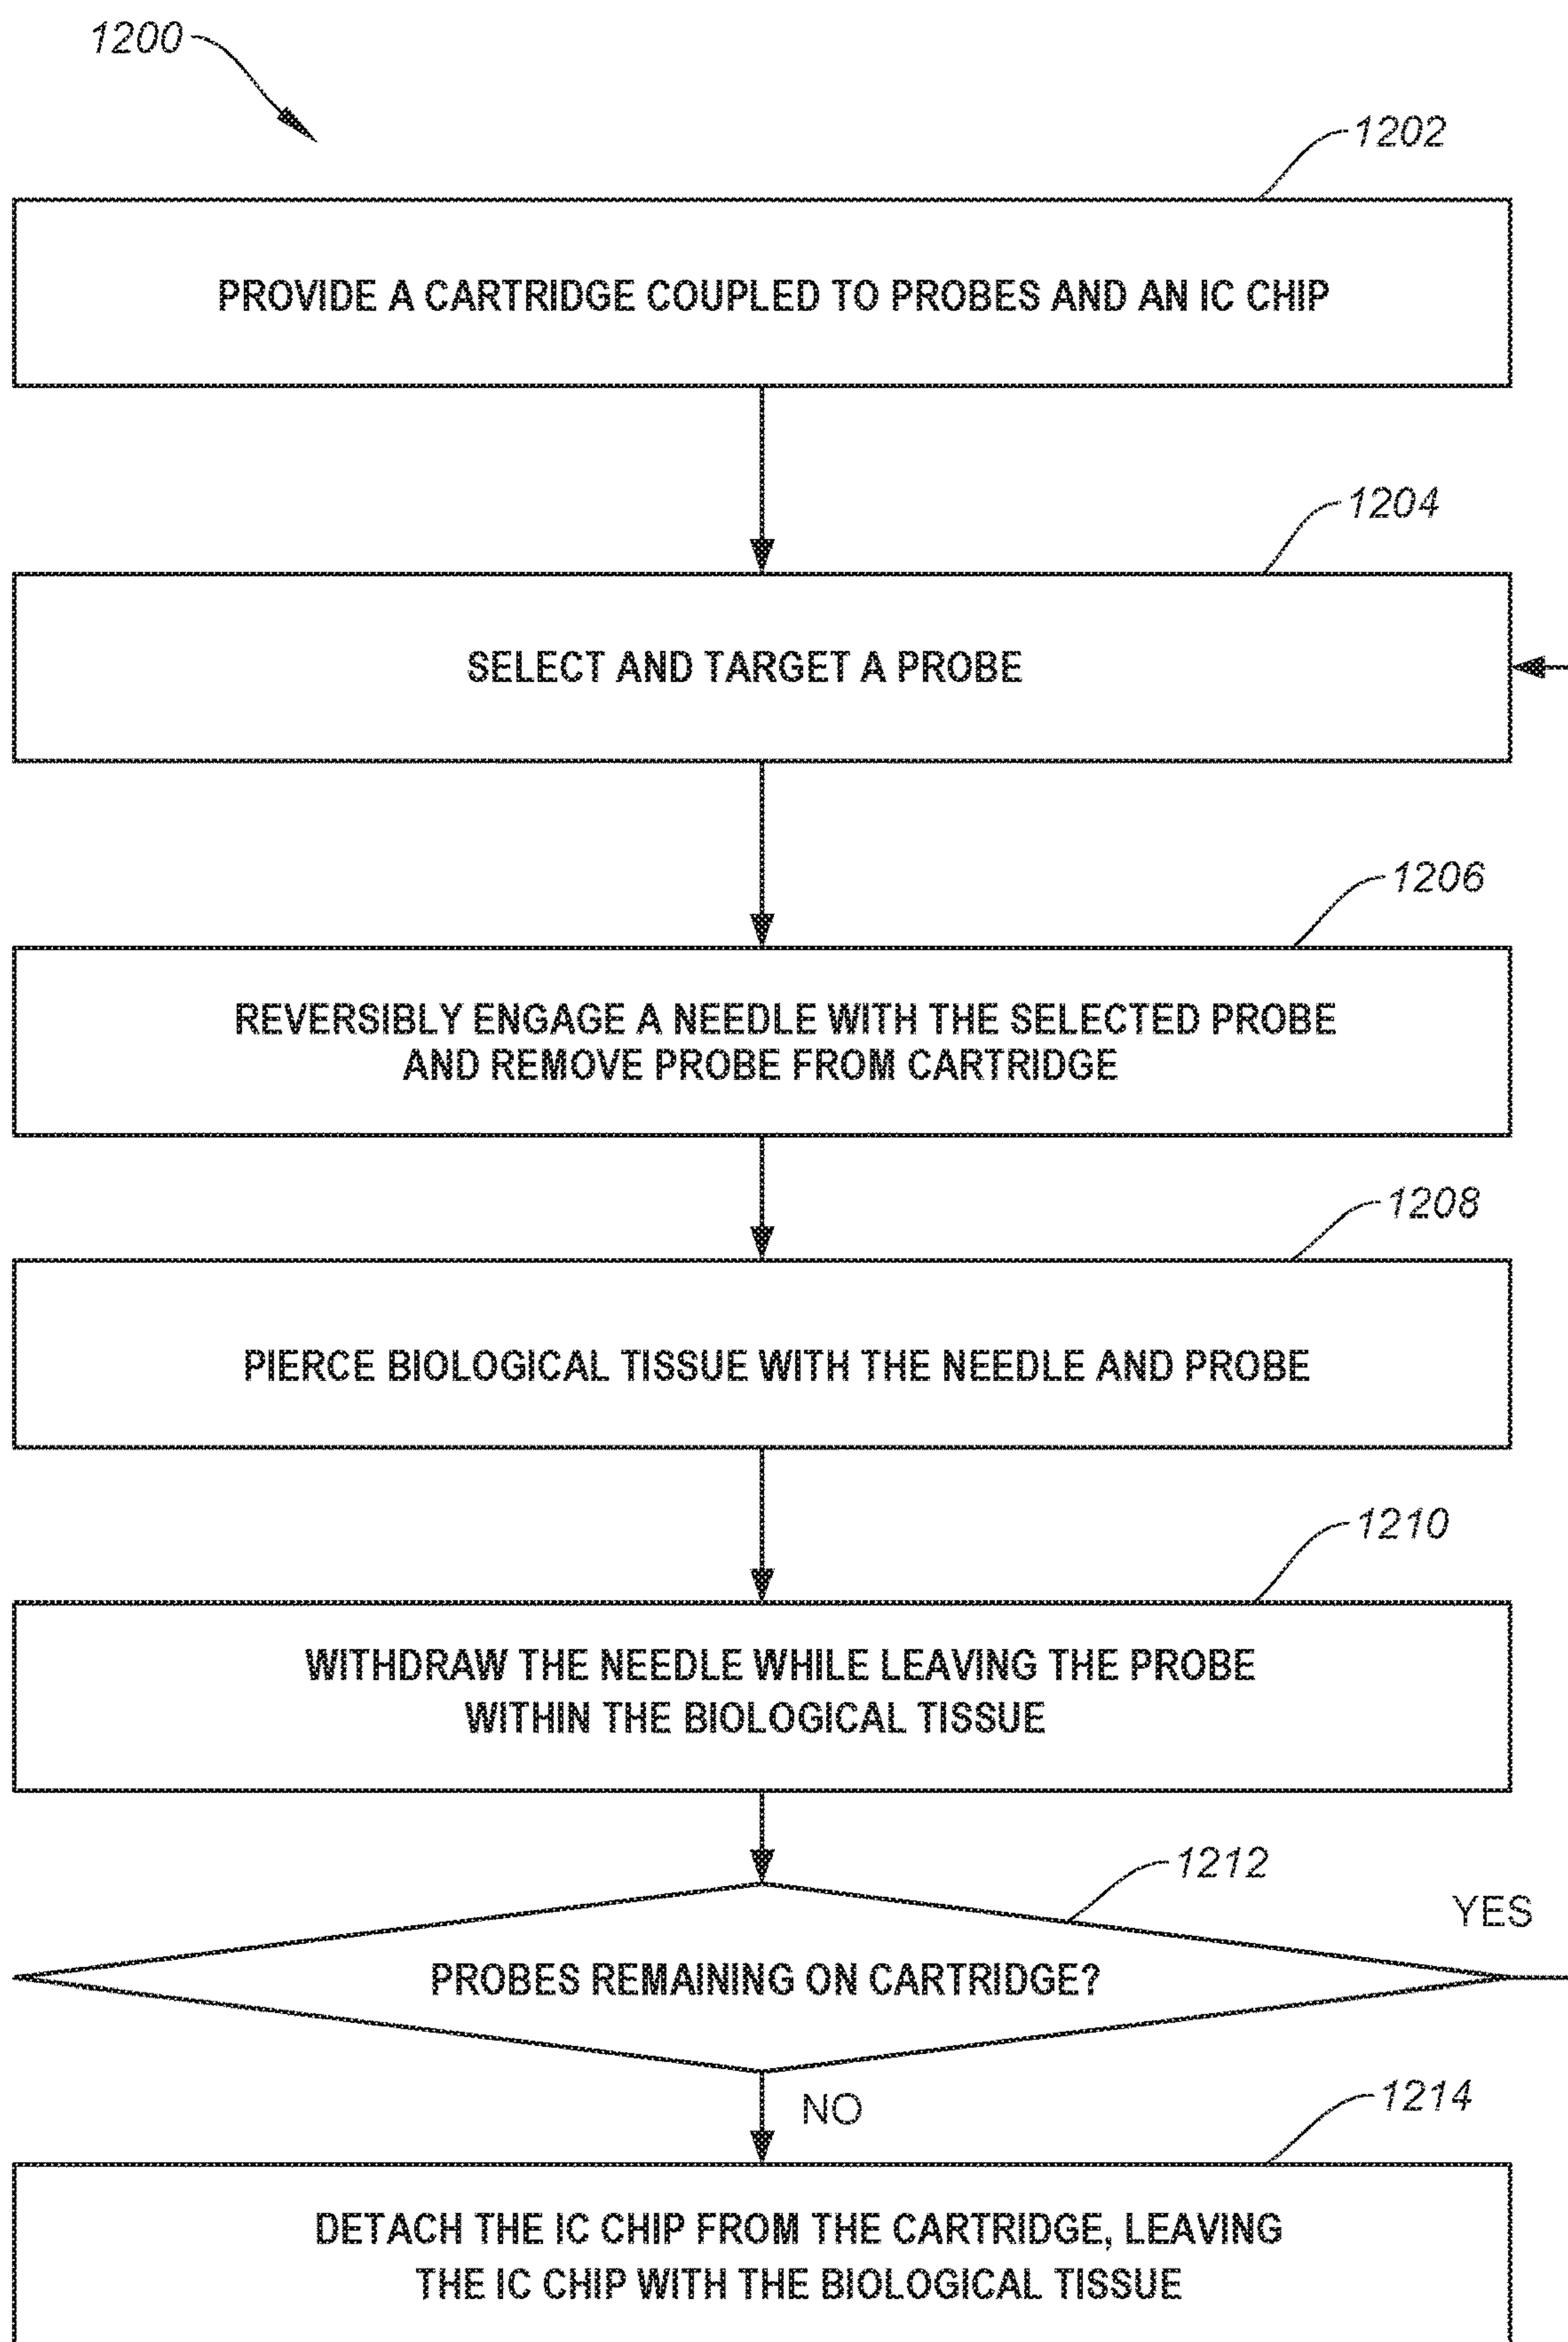 1200
1202
PROVIDE A CARTRIDGE COUPLED TO PROBES AND AN IC CHIP
1204
SELECT AND TARGET A PROBE
1206
REVERSIBLY ENGAGE A NEEDLE WITH THE SELECTED PROBE
AND REMOVE PROBE FROM CARTRIDGE
1208
PIERCE BIOLOGICAL TISSUE WITH THE NEEDLE AND PROBE
1210
WITHDRAW THE NEEDLE WHILE LEAVING THE PROBE
WITHIN THE BIOLOGICAL TISSUE
1212
YES
PROBES REMAINING ON CARTRIDGE?
NO
1214
DETACH THE IC CHIP FROM THE CARTRIDGE, LEAVING
THE IC CHIP WITH THE BIOLOGICAL TISSUE